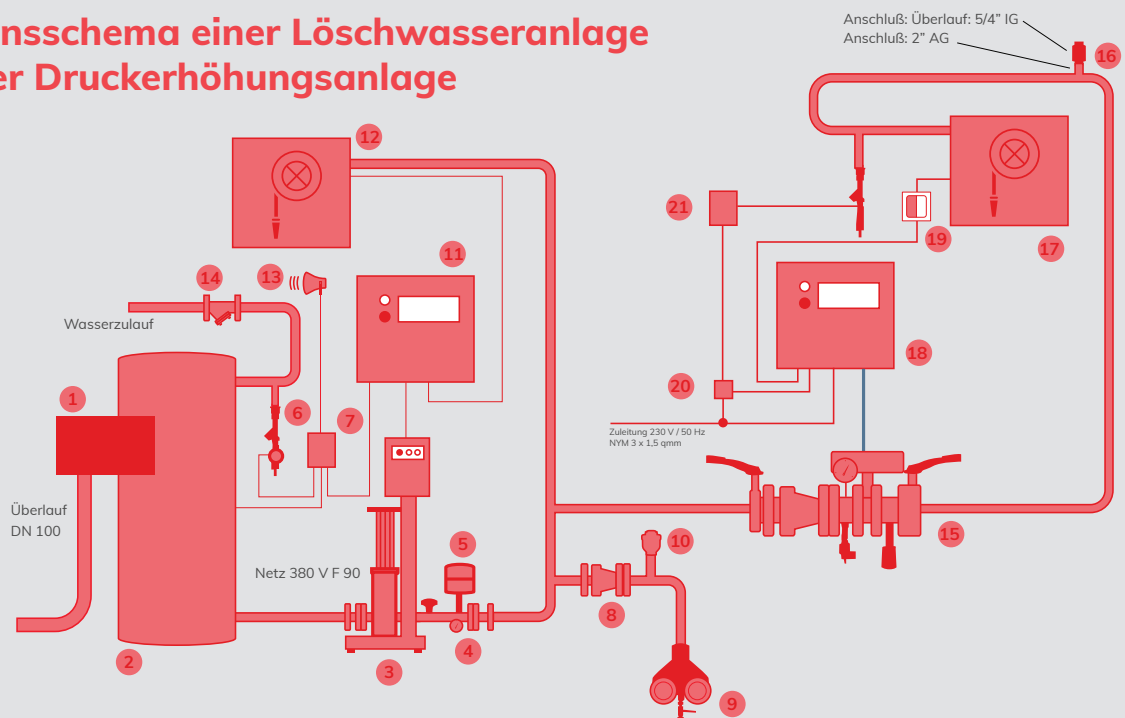 nsschema einer Löschwasseranlage
er Druckerhöhungsanlage
Anschluß: Überlauf: 5/4” IG
Anschluß: 2” AG
16
12
21
19
17
11
14
13
Wasserzulauf
18
1
6
7
20
Zuleitung 230 V / 50 Hz
NYM 3 x 1,5 qmm
Überlauf
DN 100
Netz 380 V F 90
5
10
15
8
4
2
3
9